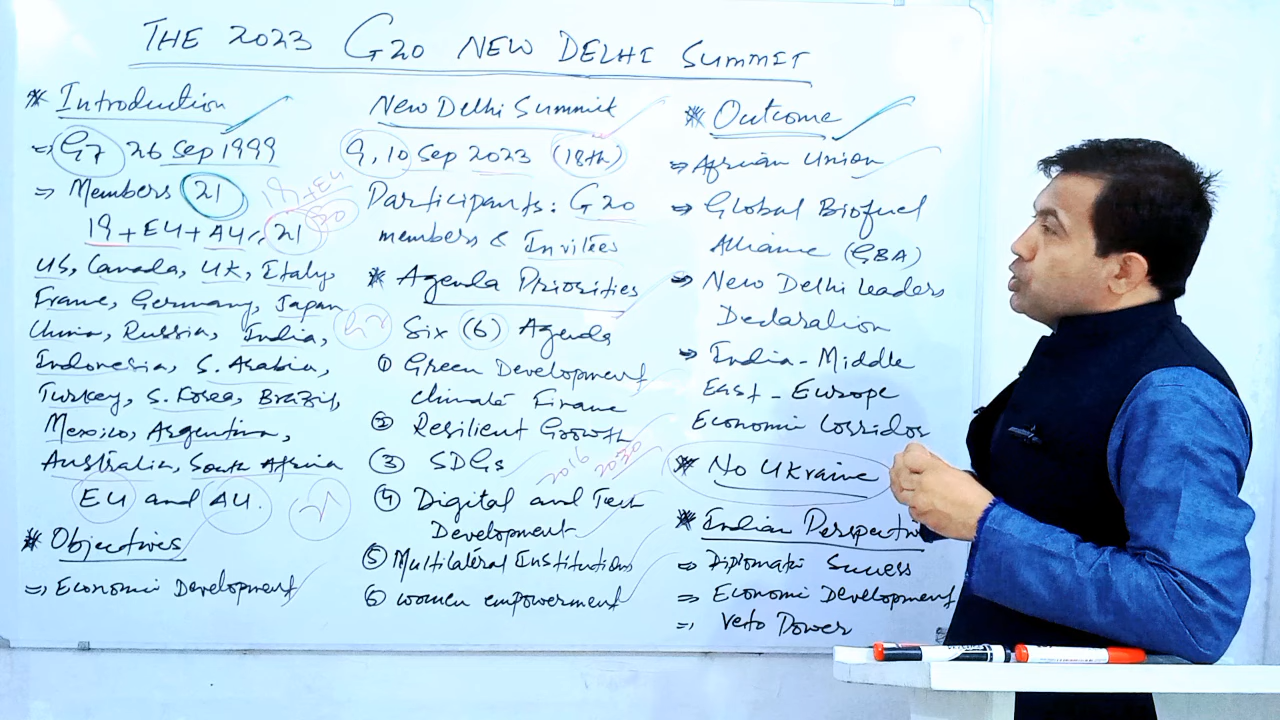 THE 2023 G20 NEW DELHI SUMMIT
* Introduction
⇒ G7 26 Sep 1999
⇒ Members 21
19+EU
20
19+EU+AU = 21
US, Canada, UK, Italy,
France, Germany, Japan
China, Russia, India,
Indonesia, S. Arabia,
Turkey, S. Korea, Brazil,
Mexico, Argentina,
Australia, South Africa
EU and AU.
21
* Objectives
⇒ Economic Development
New Delhi Summit
9, 10 Sep 2023 (18th)
Participants: G20
members & Invitees
* Agenda Priorities
Six (6) Agenda
① Green Development
Climate Finance
② Resilient Growth
③ SDGs
2016
2030
④ Digital and Tech
Development
⑤ Multilateral Institutions
⑥ women empowerment
* Outcome
⇒ African Union
⇒ Global Biofuel
Alliance (GBA)
⇒ New Delhi Leaders
Declaration
⇒ India - Middle
East - Europe
Economic Corridor
* No Ukraine
* Indian Perspective
⇒ Diplomatic Success
⇒ Economic Development
⇒ Veto Power